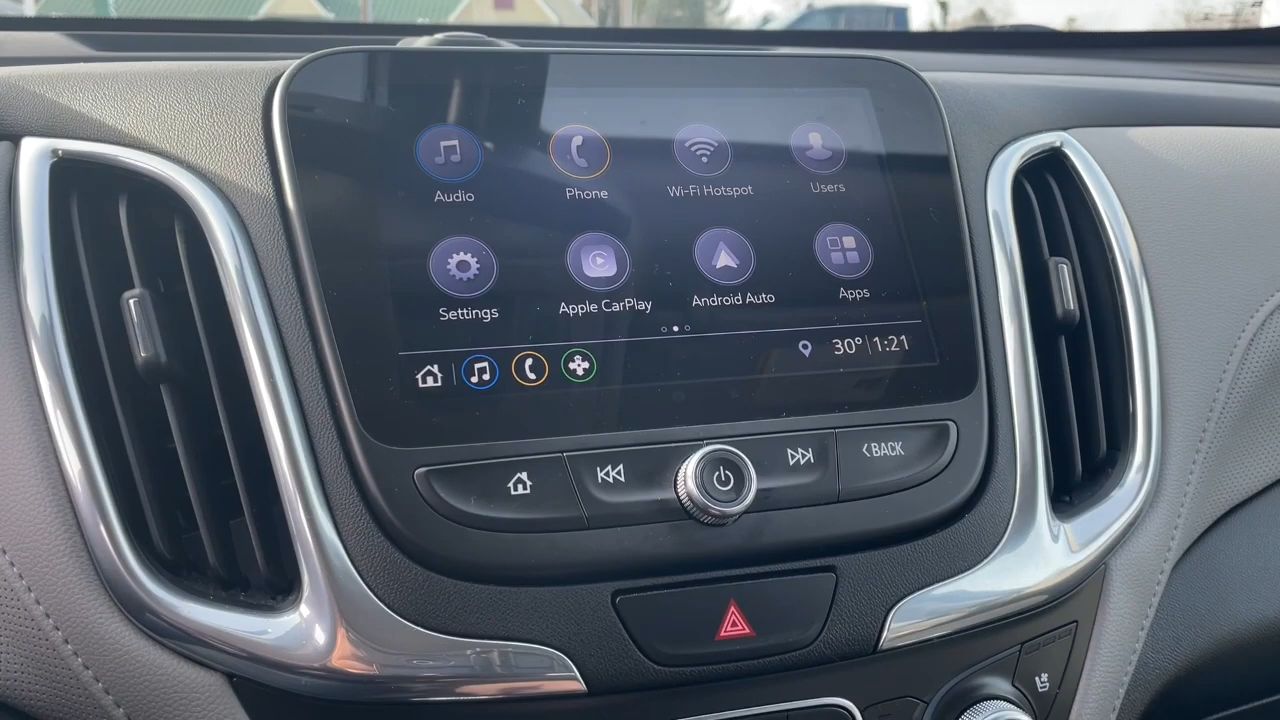 Audio Phone Wi-Fi Hotspot Users
Settings Apple CarPlay Android Auto Apps
30° 1:21
BACK